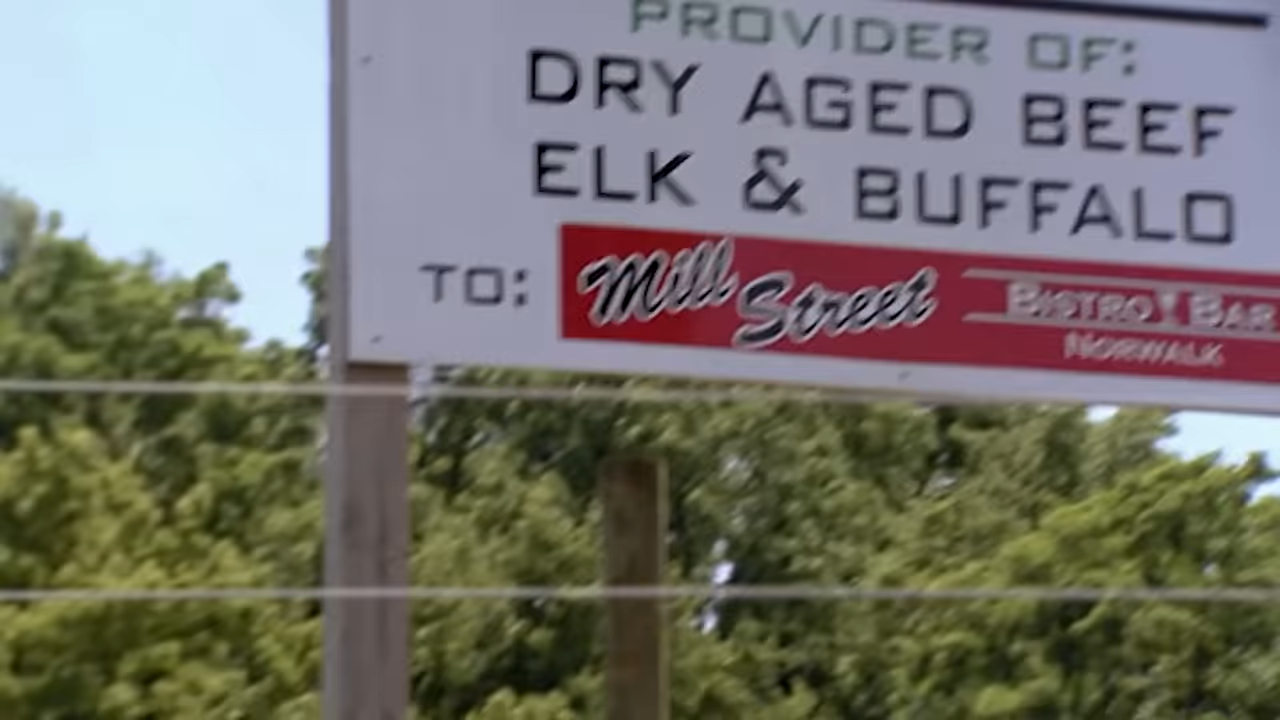 PROVIDER OF:
DRY AGED BEEF
ELK & BUFFALO
TO: Mill Street BISTRO BAR
NORWALK